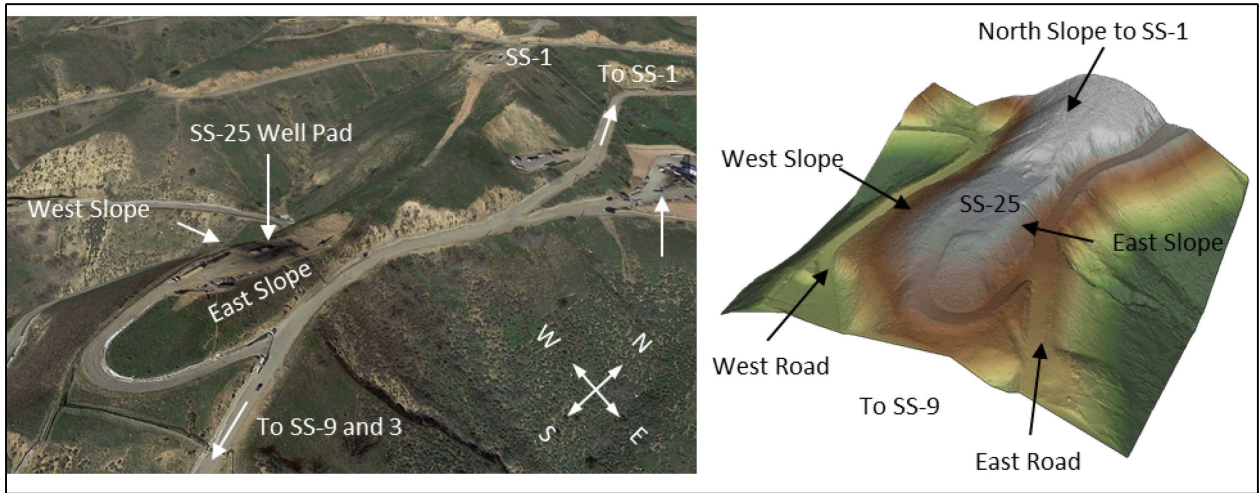 SS-1
To SS-1
SS-25 Well Pad
West Slope
East Slope
W
N
S
E
To SS-9 and 3
North Slope to SS-1
West Slope
SS-25
East Slope
West Road
To SS-9
East Road